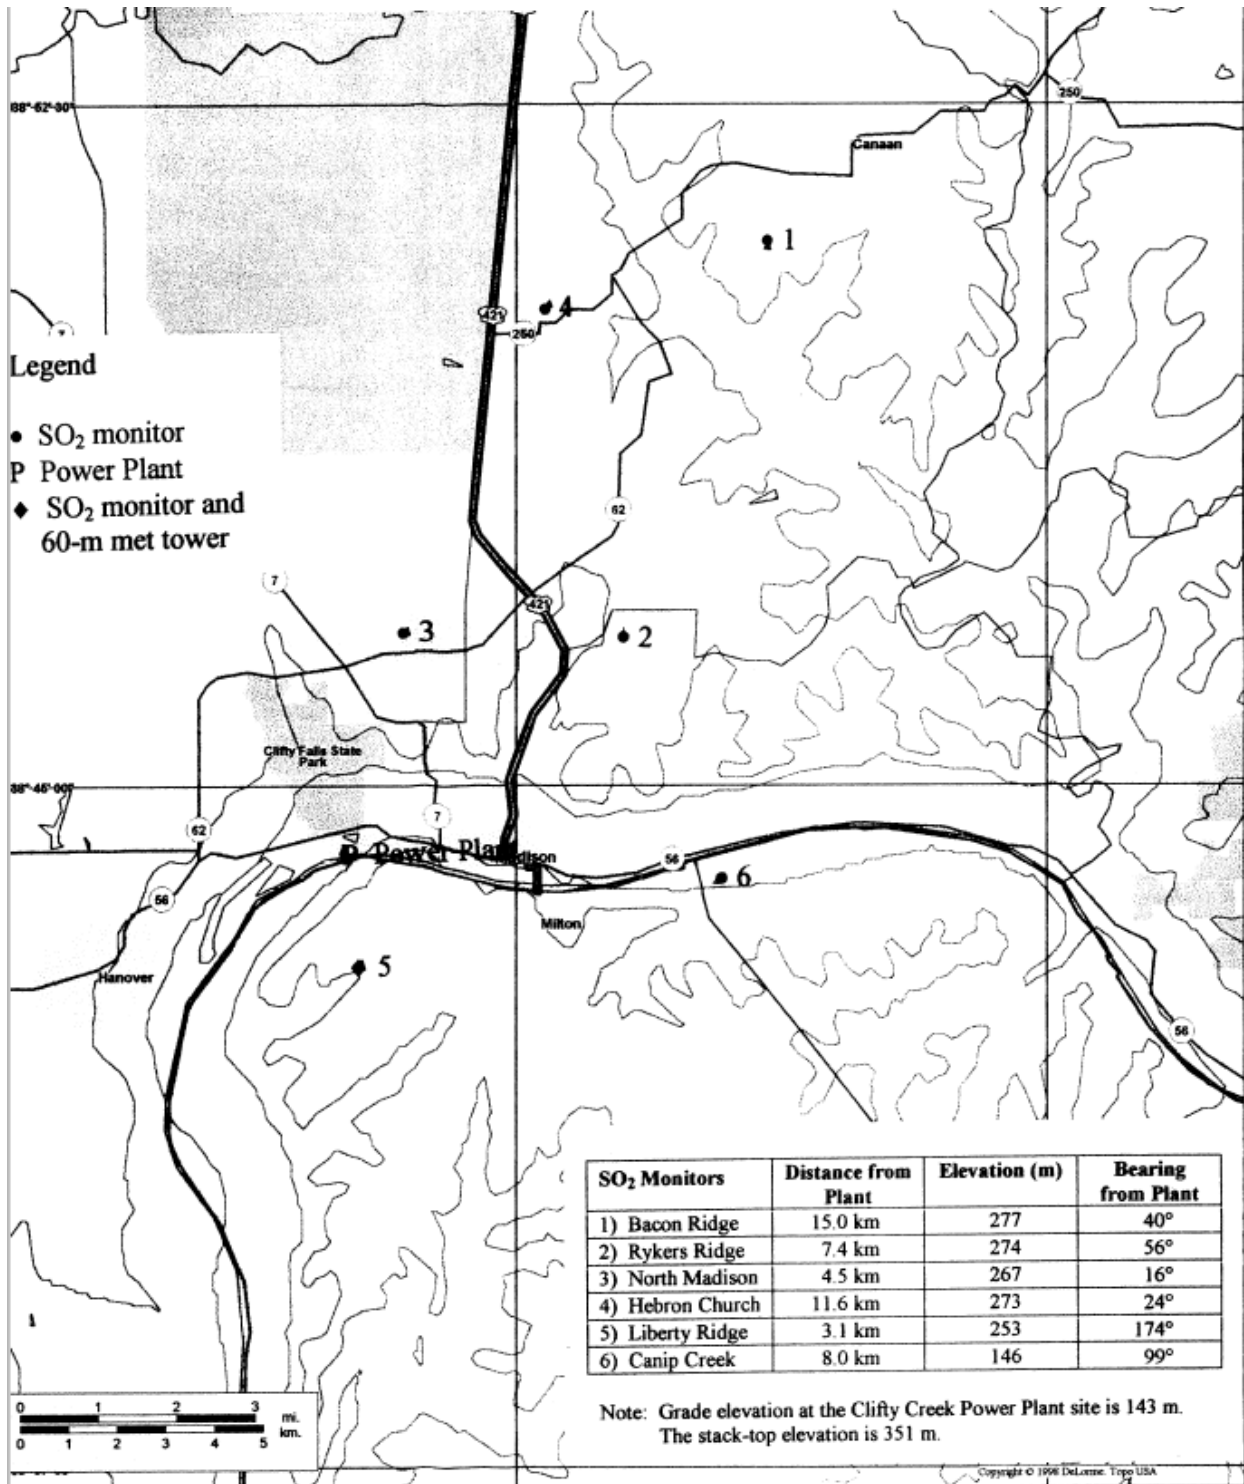 250
38°-52'-30"
Canaan
1
4
421
250
7
Legend
SO₂ monitor
P Power Plant
SO₂ monitor and
60-m met tower
62
7
421
3
2
Clifty Falls State
Park
38°-45'-00"
7
62
P Power Plant
56
6
56
Milton
5
Hanover
56
SO₂ Monitors Distance from Plant Elevation (m) Bearing from Plant
1) Bacon Ridge 15.0 km 277 40°
2) Rykers Ridge 7.4 km 274 56°
3) North Madison 4.5 km 267 16°
4) Hebron Church 11.6 km 273 24°
5) Liberty Ridge 3.1 km 253 174°
6) Canip Creek 8.0 km 146 99°
0 1 2 3 mi.
0 1 2 3 4 5 km.
Note: Grade elevation at the Clifty Creek Power Plant site is 143 m.
The stack-top elevation is 351 m.
Copyright © 1998 DeLorme. Topo USA